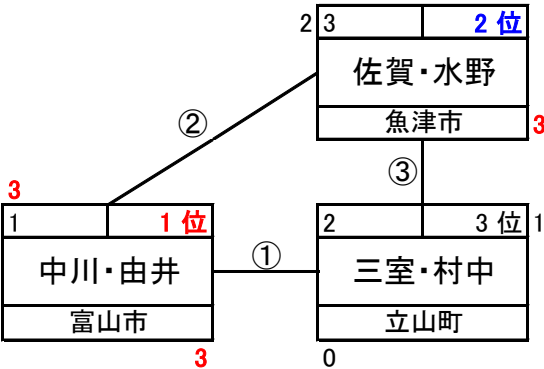 2 3 2 位
佐賀・水野
魚津市 3
②
③
3
1 1 位
中川・由井
富山市
3
①
2 3 位 1
三室・村中
立山町
0